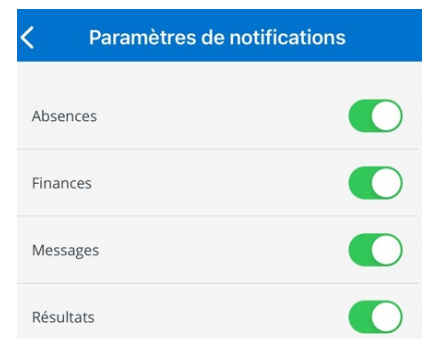 Paramètres de notifications
Absences
Finances
Messages
Résultats